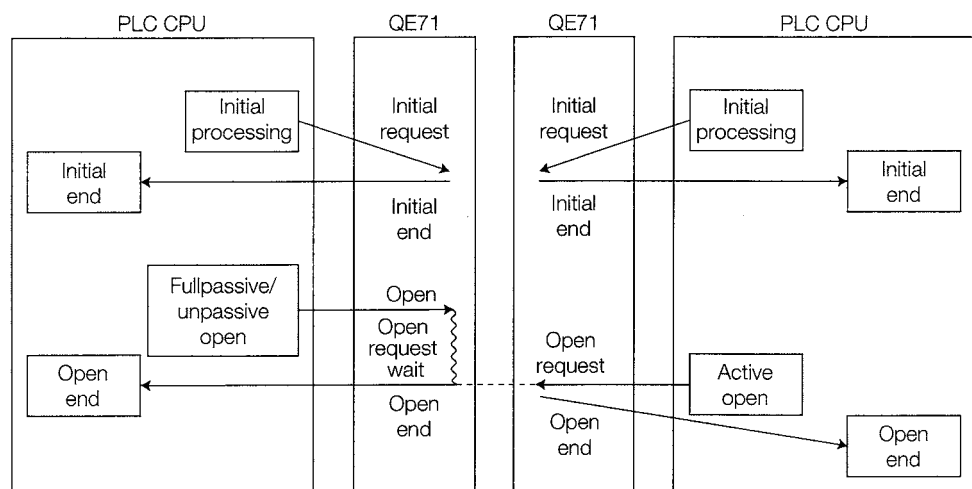 PLC CPU
QE71
QE71
PLC CPU
Initial
processing
Initial
request
Initial
request
Initial
processing
Initial
end
Initial
end
Initial
end
Initial
end
Fullpassive/
unpassive
open
Open
Open
request
wait
Open
request
Open
end
Open
end
Active
open
Open
end
Open
end